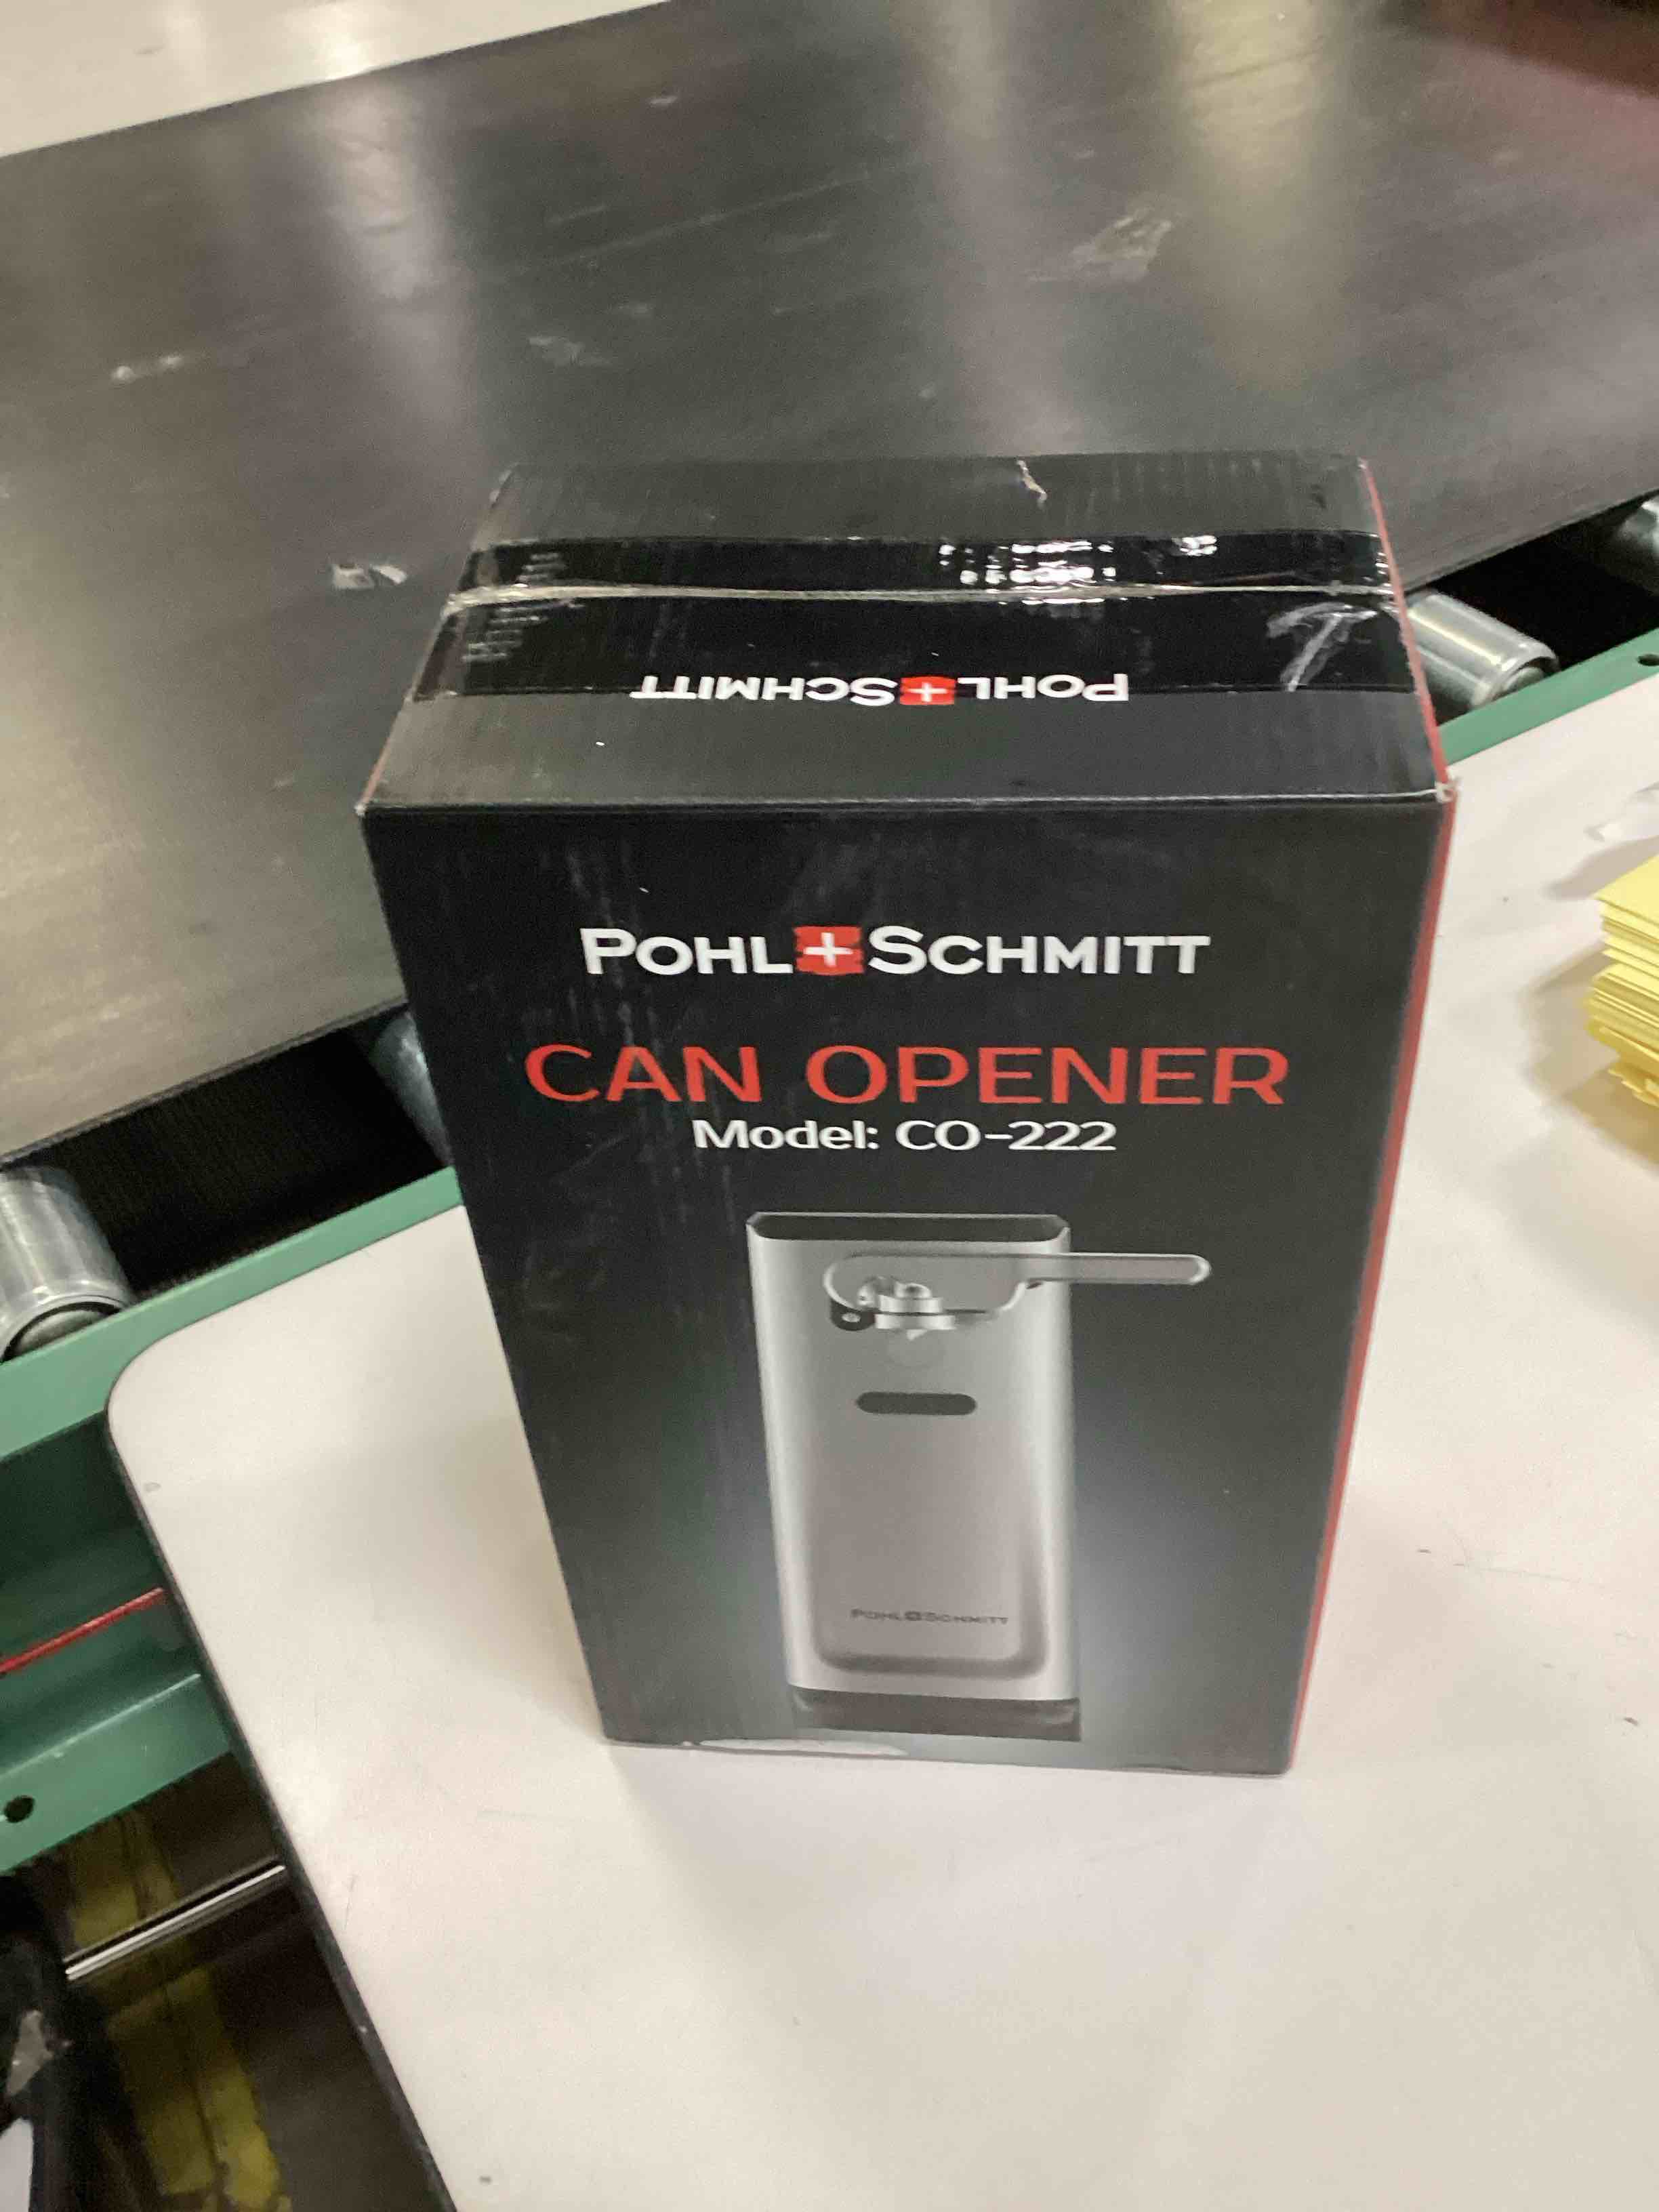 POHL+SCHMITT
POHL+SCHMITT
CAN OPENER
Model: CO-222
POHL+SCHMITT